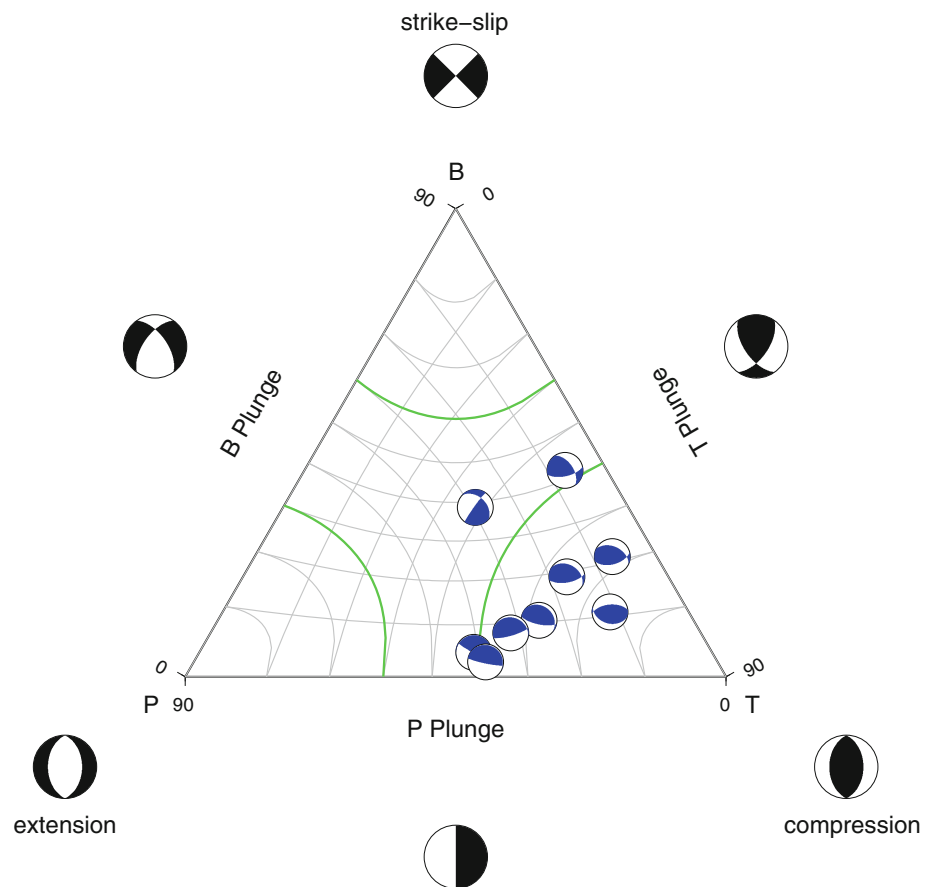 strike−slip
B
90
0
B Plunge
T Plunge
0
90
P
90
0
T
P Plunge
extension
compression